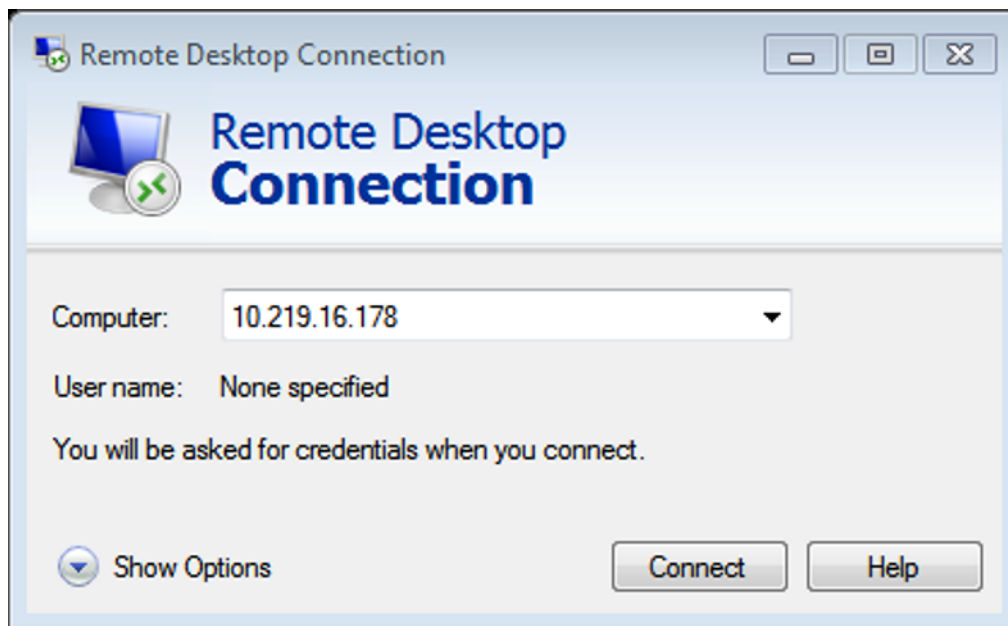 Remote Desktop Connection
Remote Desktop
Connection
Computer: 10.219.16.178
User name: None specified
You will be asked for credentials when you connect.
Show Options Connect Help